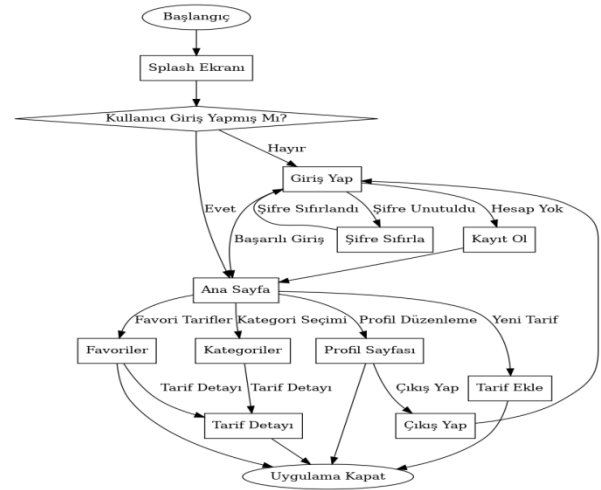 Başlangıç
Splash Ekranı
Kullanıcı Giriş Yapmış Mı?
Hayır
Giriş Yap
Evet
Şifre Sıfırlandı
Şifre Unutuldu
Hesap Yok
Başarılı Giriş
Şifre Sıfırla
Kayıt Ol
Ana Sayfa
Favori Tarifler
Kategori Seçimi
Profil Düzenleme
Yeni Tarif
Favoriler
Kategoriler
Profil Sayfası
Tarif Detayı
Tarif Detayı
Çıkış Yap
Tarif Ekle
Tarif Detayı
Çıkış Yap
Uygulama Kapat